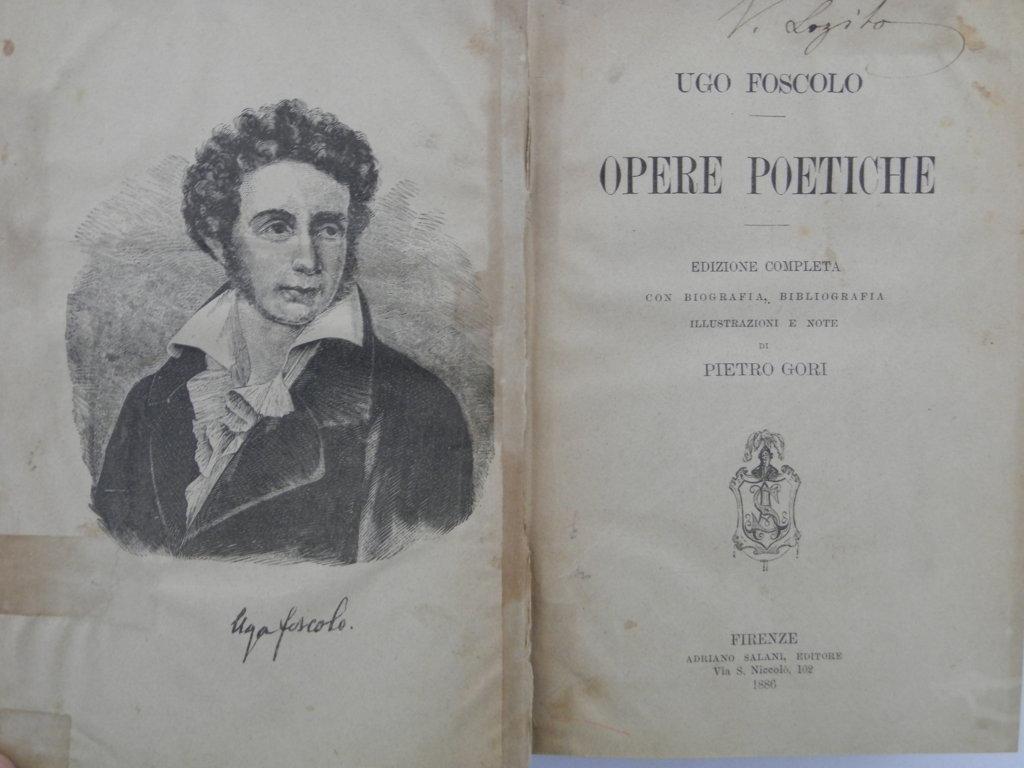 Ugo foscolo.
V. Lozito
UGO FOSCOLO
OPERE POETICHE
EDIZIONE COMPLETA
CON BIOGRAFIA, BIBLIOGRAFIA
ILLUSTRAZIONI E NOTE
DI
PIETRO GORI
FIRENZE
ADRIANO SALANI, EDITORE
Via S. Niccolò, 102
1886